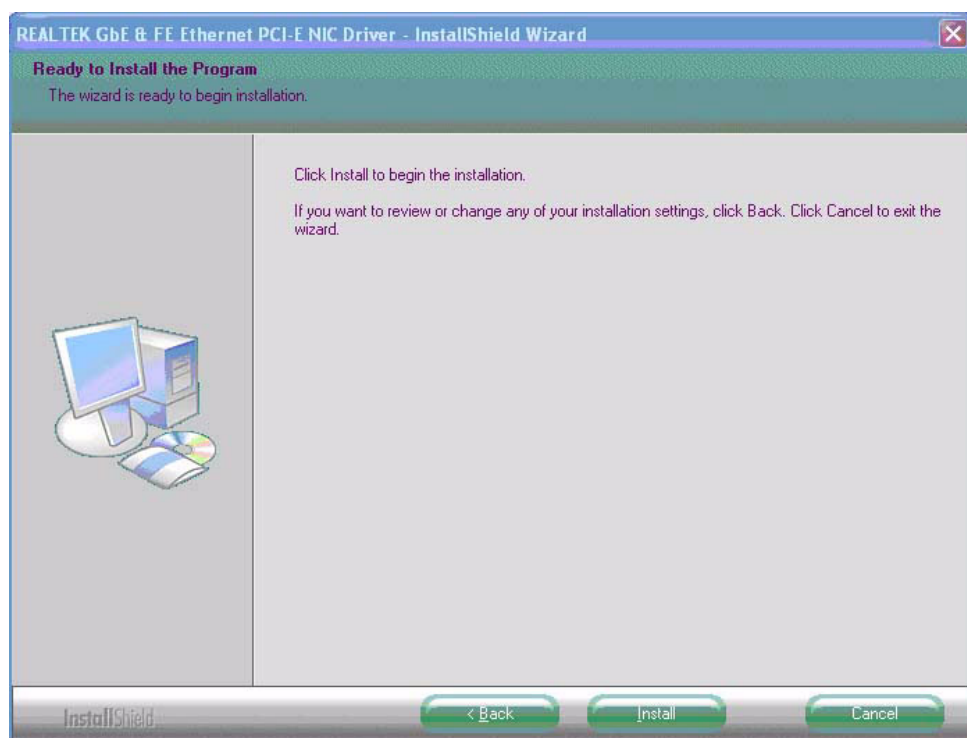 REALTEK GbE & FE Ethernet PCI-E NIC Driver - InstallShield Wizard
Ready to Install the Program
The wizard is ready to begin installation.
Click Install to begin the installation.
If you want to review or change any of your installation settings, click Back. Click Cancel to exit the
wizard.
InstallShield
< Back
Install
Cancel